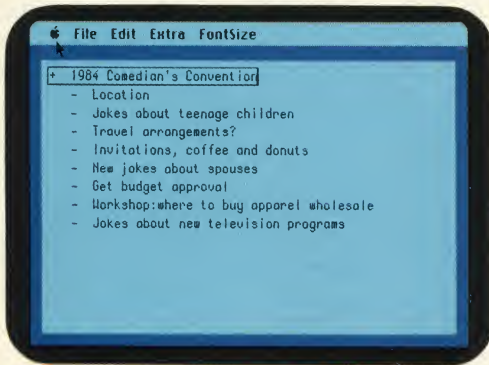 File Edit Extra FontSize
+ 1984 Comedian's Convention
- Location
- Jokes about teenage children
- Travel arrangements?
- Invitations, coffee and donuts
- New jokes about spouses
- Get budget approval
- Workshop:where to buy apparel wholesale
- Jokes about new television programs